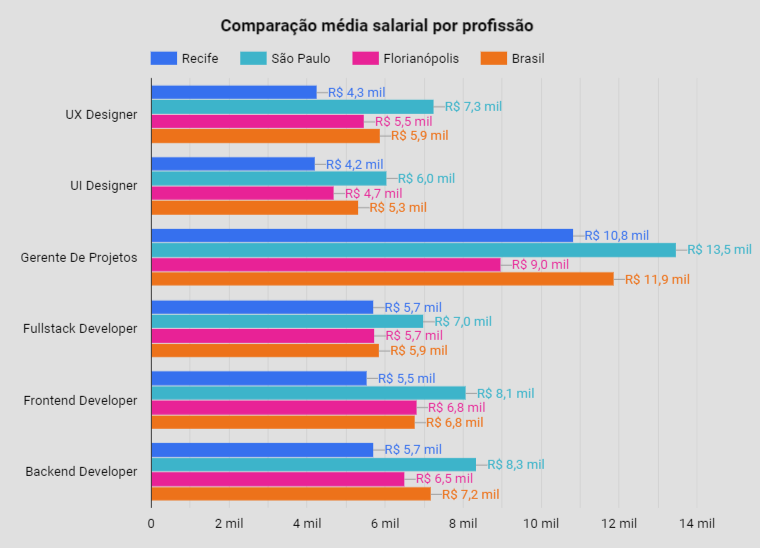 Comparação média salarial por profissão
Recife São Paulo Florianópolis Brasil
UX Designer
R$ 4,3 mil
R$ 7,3 mil
R$ 5,5 mil
R$ 5,9 mil
UI Designer
R$ 4,2 mil
R$ 6,0 mil
R$ 4,7 mil
R$ 5,3 mil
Gerente De Projetos
R$ 10,8 mil
R$ 13,5 mil
R$ 9,0 mil
R$ 11,9 mil
Fullstack Developer
R$ 5,7 mil
R$ 7,0 mil
R$ 5,7 mil
R$ 5,9 mil
Frontend Developer
R$ 5,5 mil
R$ 8,1 mil
R$ 6,8 mil
R$ 6,8 mil
Backend Developer
R$ 5,7 mil
R$ 8,3 mil
R$ 6,5 mil
R$ 7,2 mil
0 2 mil 4 mil 6 mil 8 mil 10 mil 12 mil 14 mil